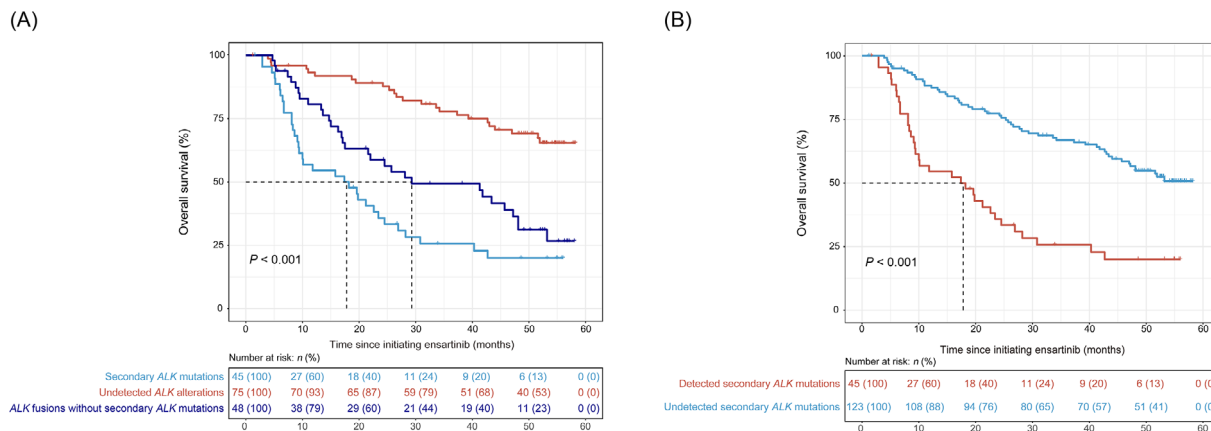 (A)
Overall survival (%)
100
75
50
25
0
P < 0.001
0 10 20 30 40 50 60
Time since initiating ensartinib (months)
Number at risk: n (%)
Secondary ALK mutations 45 (100) 27 (60) 18 (40) 11 (24) 9 (20) 6 (13) 0 (0)
Undetected ALK alterations 75 (100) 70 (93) 65 (87) 59 (79) 51 (68) 40 (53) 0 (0)
ALK fusions without secondary ALK mutations 48 (100) 38 (79) 29 (60) 21 (44) 19 (40) 11 (23) 0 (0)
0 10 20 30 40 50 60
(B)
Overall survival (%)
100
75
50
25
0
P < 0.001
0 10 20 30 40 50 60
Time since initiating ensartinib (months)
Number at risk: n (%)
Detected secondary ALK mutations 45 (100) 27 (60) 18 (40) 11 (24) 9 (20) 6 (13) 0 (0)
Undetected secondary ALK mutations 123 (100) 108 (88) 94 (76) 80 (65) 70 (57) 51 (41) 0 (0)
0 10 20 30 40 50 60